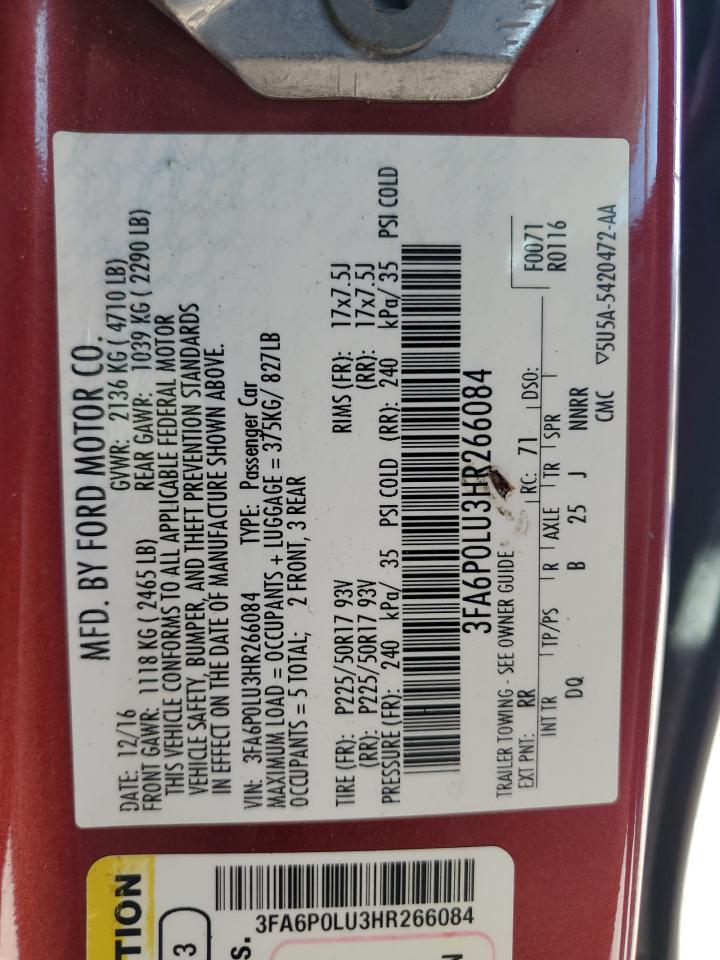 MFD. BY FORD MOTOR CO.
DATE: 12/16 GVWR: 2136 KG ( 4710 LB)
FRONT GAWR: 1118 KG ( 2465 LB) REAR GAWR: 1039 KG ( 2290 LB)
THIS VEHICLE CONFORMS TO ALL APPLICABLE FEDERAL MOTOR
VEHICLE SAFETY, BUMPER, AND THEFT PREVENTION STANDARDS
IN EFFECT ON THE DATE OF MANUFACTURE SHOWN ABOVE.
VIN: 3FA6P0LU3HR266084 TYPE: Passenger Car
MAXIMUM LOAD = OCCUPANTS + LUGGAGE = 375KG/ 827LB
OCCUPANTS = 5 TOTAL; 2 FRONT, 3 REAR
TIRE (FR): P225/50R17 93V RIMS (FR): 17x7.5J
(RR): P225/50R17 93V (RR): 17x7.5J
PRESSURE (FR): 240 kPa/ 35 PSI COLD (RR): 240 kPa/ 35 PSI COLD
3FA6P0LU3HR266084
TRAILER TOWING - SEE OWNER GUIDE F0071
EXT PNT: RR RC: 71 DSO: R0116
INT TR TP/PS R AXLE TR SPR
DQ B 25 J NNRR
CMC ▽5U5A-5420472-AA
TION
3
S.
3FA6P0LU3HR266084